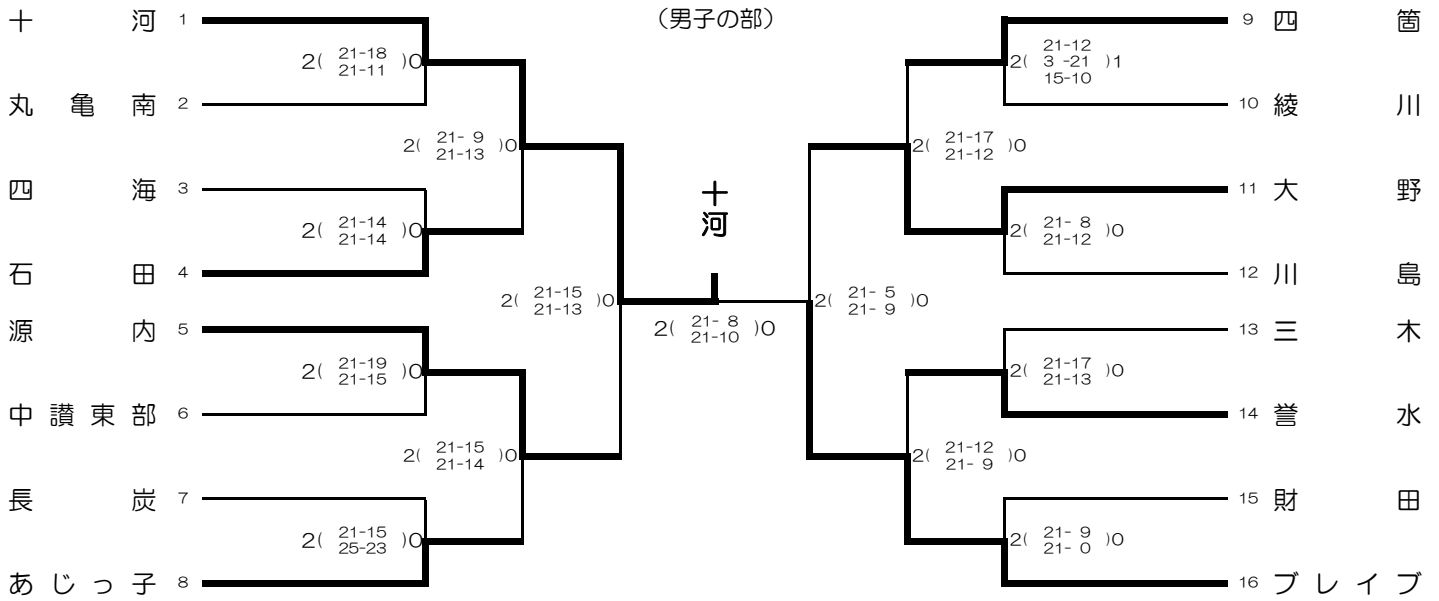 （男子の部）
十河 1
2( 21-18 )0
21-11
丸亀南 2
2( 21- 9 )0
21-13
四海 3
2( 21-14 )0
21-14
石田 4
2( 21-15 )0
21-13
源内 5
2( 21-19 )0
21-15
中讃東部 6
2( 21-15 )0
21-14
長炭 7
2( 21-15 )0
25-23
あじっ子 8
十河
2( 21- 8 )0
21-10
9 四箇
21-12
2( 3 -21 )1
15-10
10 綾川
2( 21-17 )0
21-12
11 大野
2( 21- 8 )0
21-12
12 川島
2( 21- 5 )0
21- 9
13 三木
2( 21-17 )0
21-13
14 誉水
2( 21-12 )0
21- 9
15 財田
2( 21- 9 )0
21- 0
16 ブレイブ